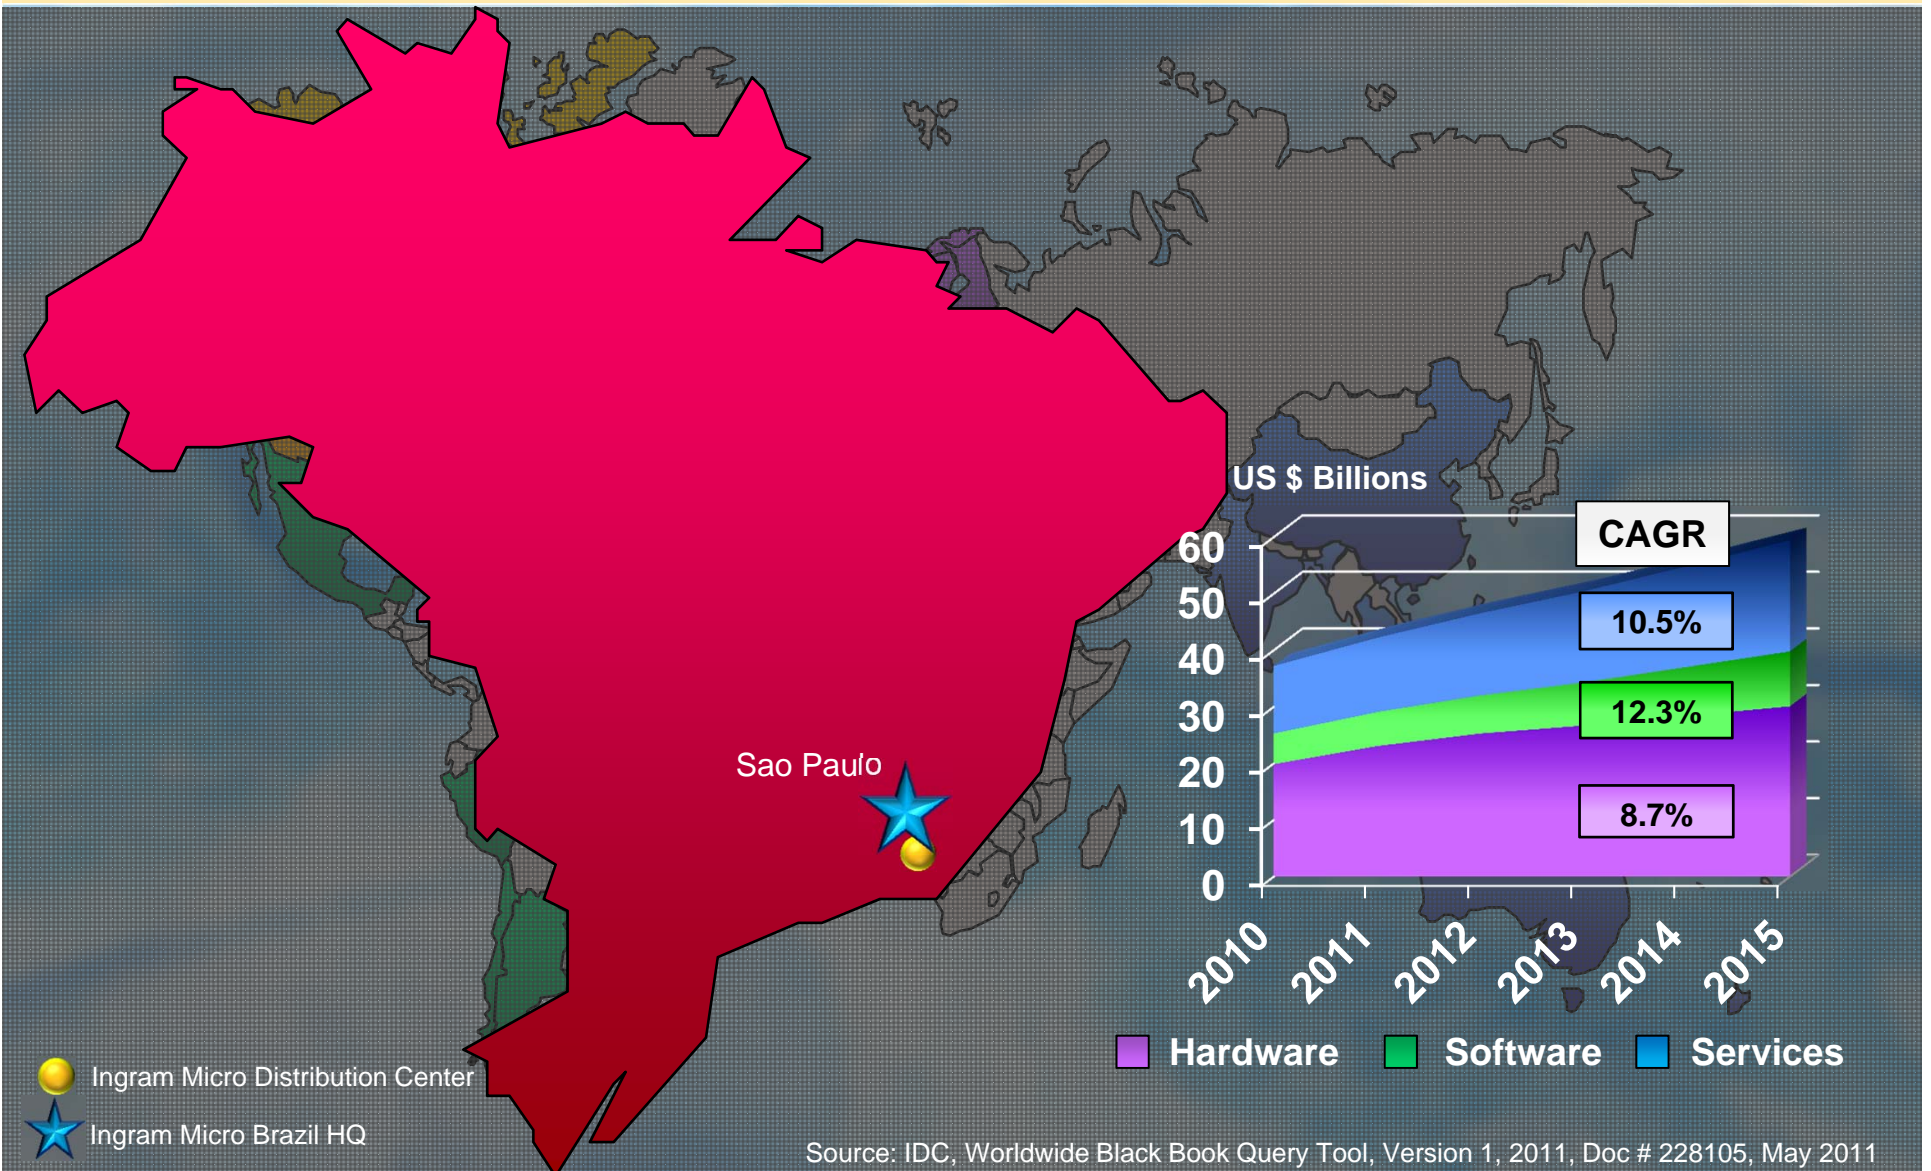 US $ Billions
CAGR
60
50
40
30
20
10
0
10.5%
12.3%
8.7%
Sao Paulo
2010
2011
2012
2013
2014
2015
Hardware
Software
Services
Ingram Micro Distribution Center
Ingram Micro Brazil HQ
Source: IDC, Worldwide Black Book Query Tool, Version 1, 2011, Doc # 228105, May 2011